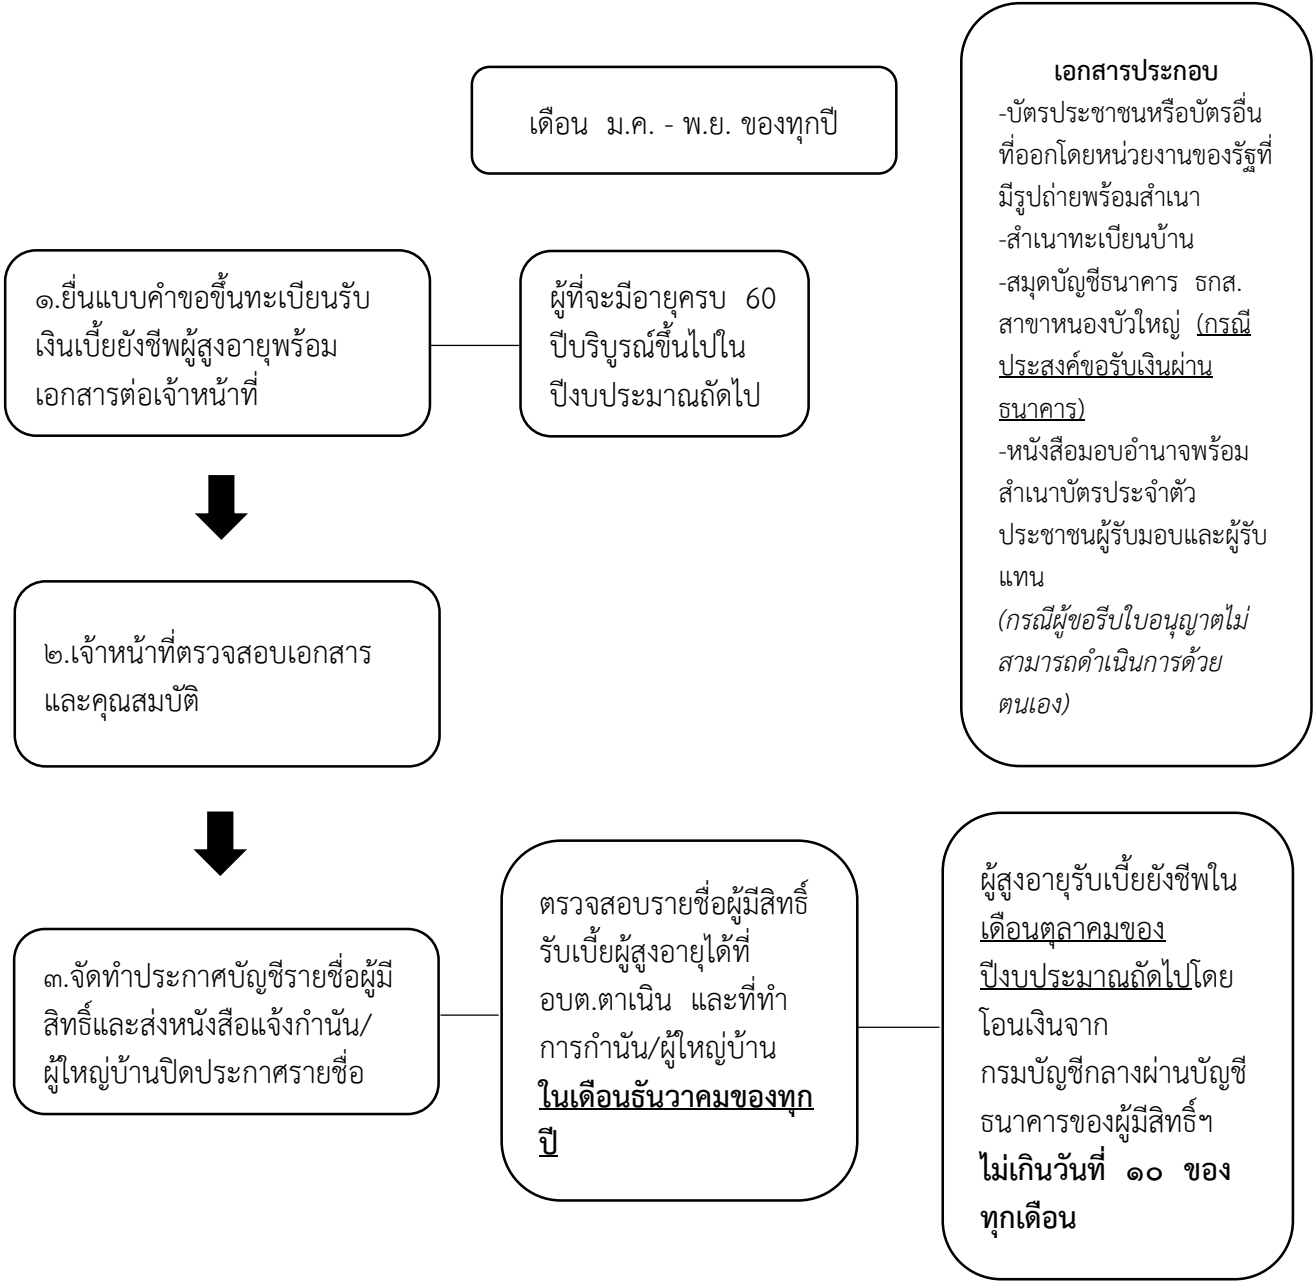 เดือน ม.ค. - พ.ย. ของทุกปี
เอกสารประกอบ
-บัตรประชาชนหรือบัตรอื่น
ที่ออกโดยหน่วยงานของรัฐที่
มีรูปถ่ายพร้อมสำเนา
-สำเนาทะเบียนบ้าน
-สมุดบัญชีธนาคาร ธกส.
สาขาหนองบัวใหญ่ (กรณี
ประสงค์ขอรับเงินผ่าน
ธนาคาร)
-หนังสือมอบอำนาจพร้อม
สำเนาบัตรประจำตัว
ประชาชนผู้รับมอบและผู้รับ
แทน
(กรณีผู้ขอรีบใบอนุญาตไม่
สามารถดำเนินการด้วย
ตนเอง)
๑.ยื่นแบบคำขอขึ้นทะเบียนรับ
เงินเบี้ยยังชีพผู้สูงอายุพร้อม
เอกสารต่อเจ้าหน้าที่
ผู้ที่จะมีอายุครบ 60
ปีบริบูรณ์ขึ้นไปใน
ปีงบประมาณถัดไป
๒.เจ้าหน้าที่ตรวจสอบเอกสาร
และคุณสมบัติ
๓.จัดทำประกาศบัญชีรายชื่อผู้มี
สิทธิ์และส่งหนังสือแจ้งกำนัน/
ผู้ใหญ่บ้านปิดประกาศรายชื่อ
ตรวจสอบรายชื่อผู้มีสิทธิ์
รับเบี้ยผู้สูงอายุได้ที่
อบต.ตาเนิน และที่ทำ
การกำนัน/ผู้ใหญ่บ้าน
ในเดือนธันวาคมของทุก
ปี
ผู้สูงอายุรับเบี้ยยังชีพใน
เดือนตุลาคมของ
ปีงบประมาณถัดไปโดย
โอนเงินจาก
กรมบัญชีกลางผ่านบัญชี
ธนาคารของผู้มีสิทธิ์ฯ
ไม่เกินวันที่ ๑๐ ของ
ทุกเดือน